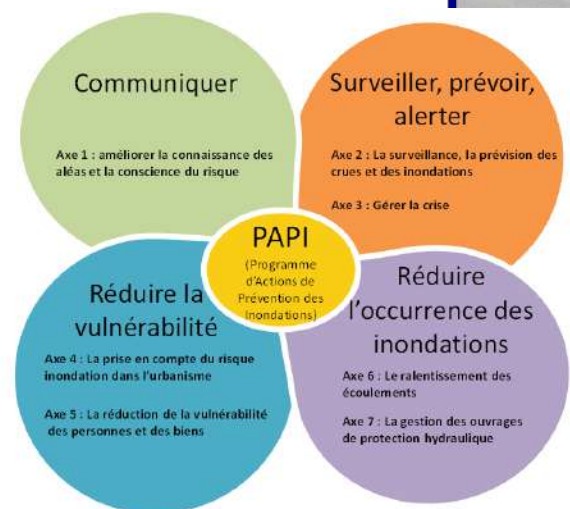 Communiquer
Axe 1 : améliorer la connaissance des
aléas et la conscience du risque
Surveiller, prévoir,
alerter
Axe 2 : La surveillance, la prévision des
crues et des inondations
Axe 3 : Gérer la crise
PAPI
(Programme
d'Actions de
Prévention des
Inondations)
Réduire la
vulnérabilité
Axe 4 : La prise en compte du risque
inondation dans l'urbanisme
Axe 5 : La réduction de la vulnérabilité
des personnes et des biens
Réduire
l'occurrence des
inondations
Axe 6 : Le ralentissement des
écoulements
Axe 7 : La gestion des ouvrages
de protection hydraulique